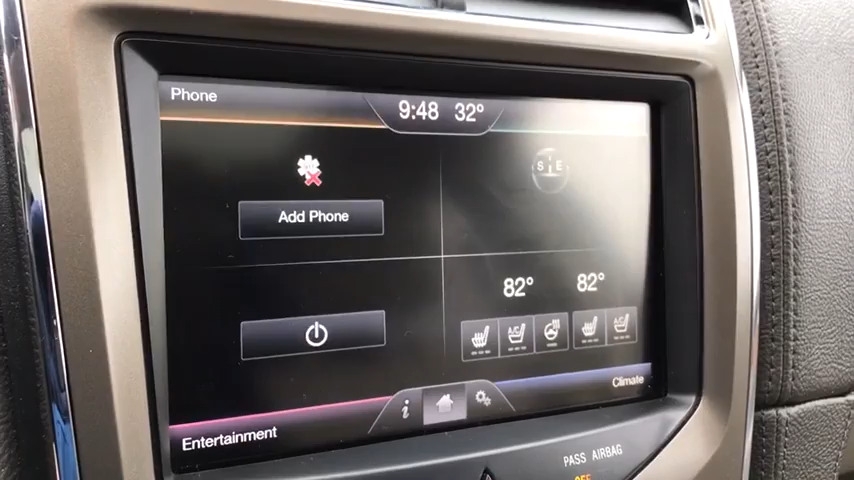 Phone
9:48 32°
S E
Add Phone
82° 82°
A/C A/C
i
Climate
Entertainment
PASS AIRBAG
OFF